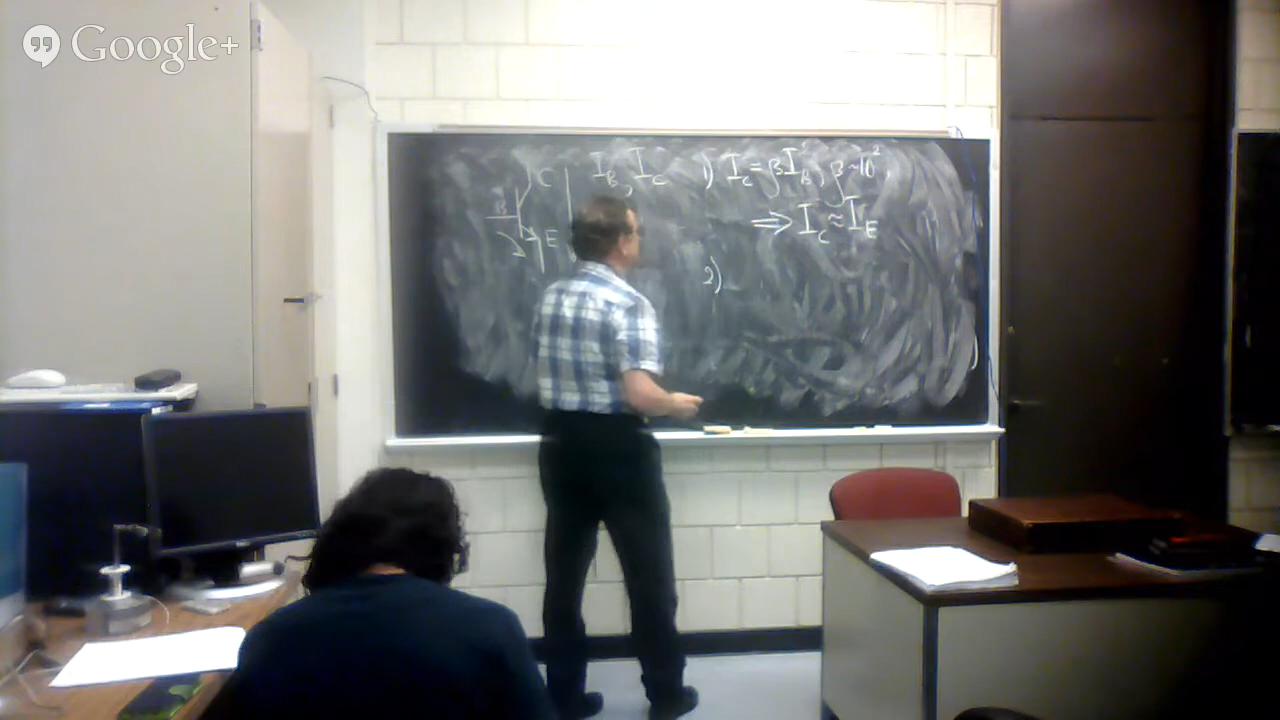 Google+
C
B
E
I_B, I_C
1) I_C = βI_B, β ~ 10²,
⇒ I_C ≈ I_E
2)